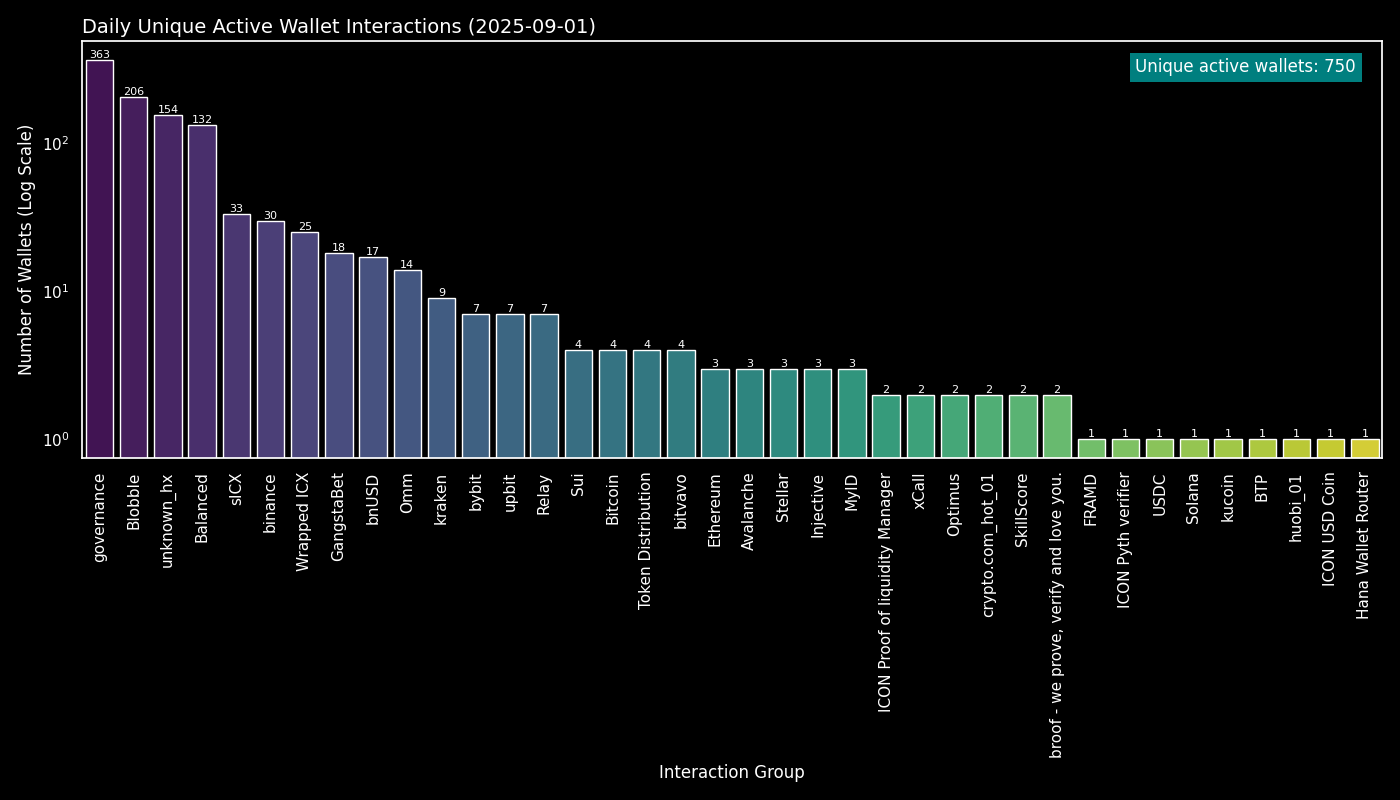 Daily Unique Active Wallet Interactions (2025-09-01)
Unique active wallets: 750
Number of Wallets (Log Scale)
10²
10¹
10⁰
363
206
154
132
33
30
25
18
17
14
9
7
7
7
4
4
4
4
3
3
3
3
3
2
2
2
2
2
2
1
1
1
1
1
1
1
1
1
governance
Blobble
unknown_hx
Balanced
sICX
binance
Wrapped ICX
GangstaBet
bnUSD
Omm
kraken
bybit
upbit
Relay
Sui
Bitcoin
Token Distribution
bitvavo
Ethereum
Avalanche
Stellar
Injective
MyID
ICON Proof of liquidity Manager
xCall
Optimus
crypto.com_hot_01
SkillScore
broof - we prove, verify and love you.
FRAMD
ICON Pyth verifier
USDC
Solana
kucoin
BTP
huobi_01
ICON USD Coin
Hana Wallet Router
Interaction Group